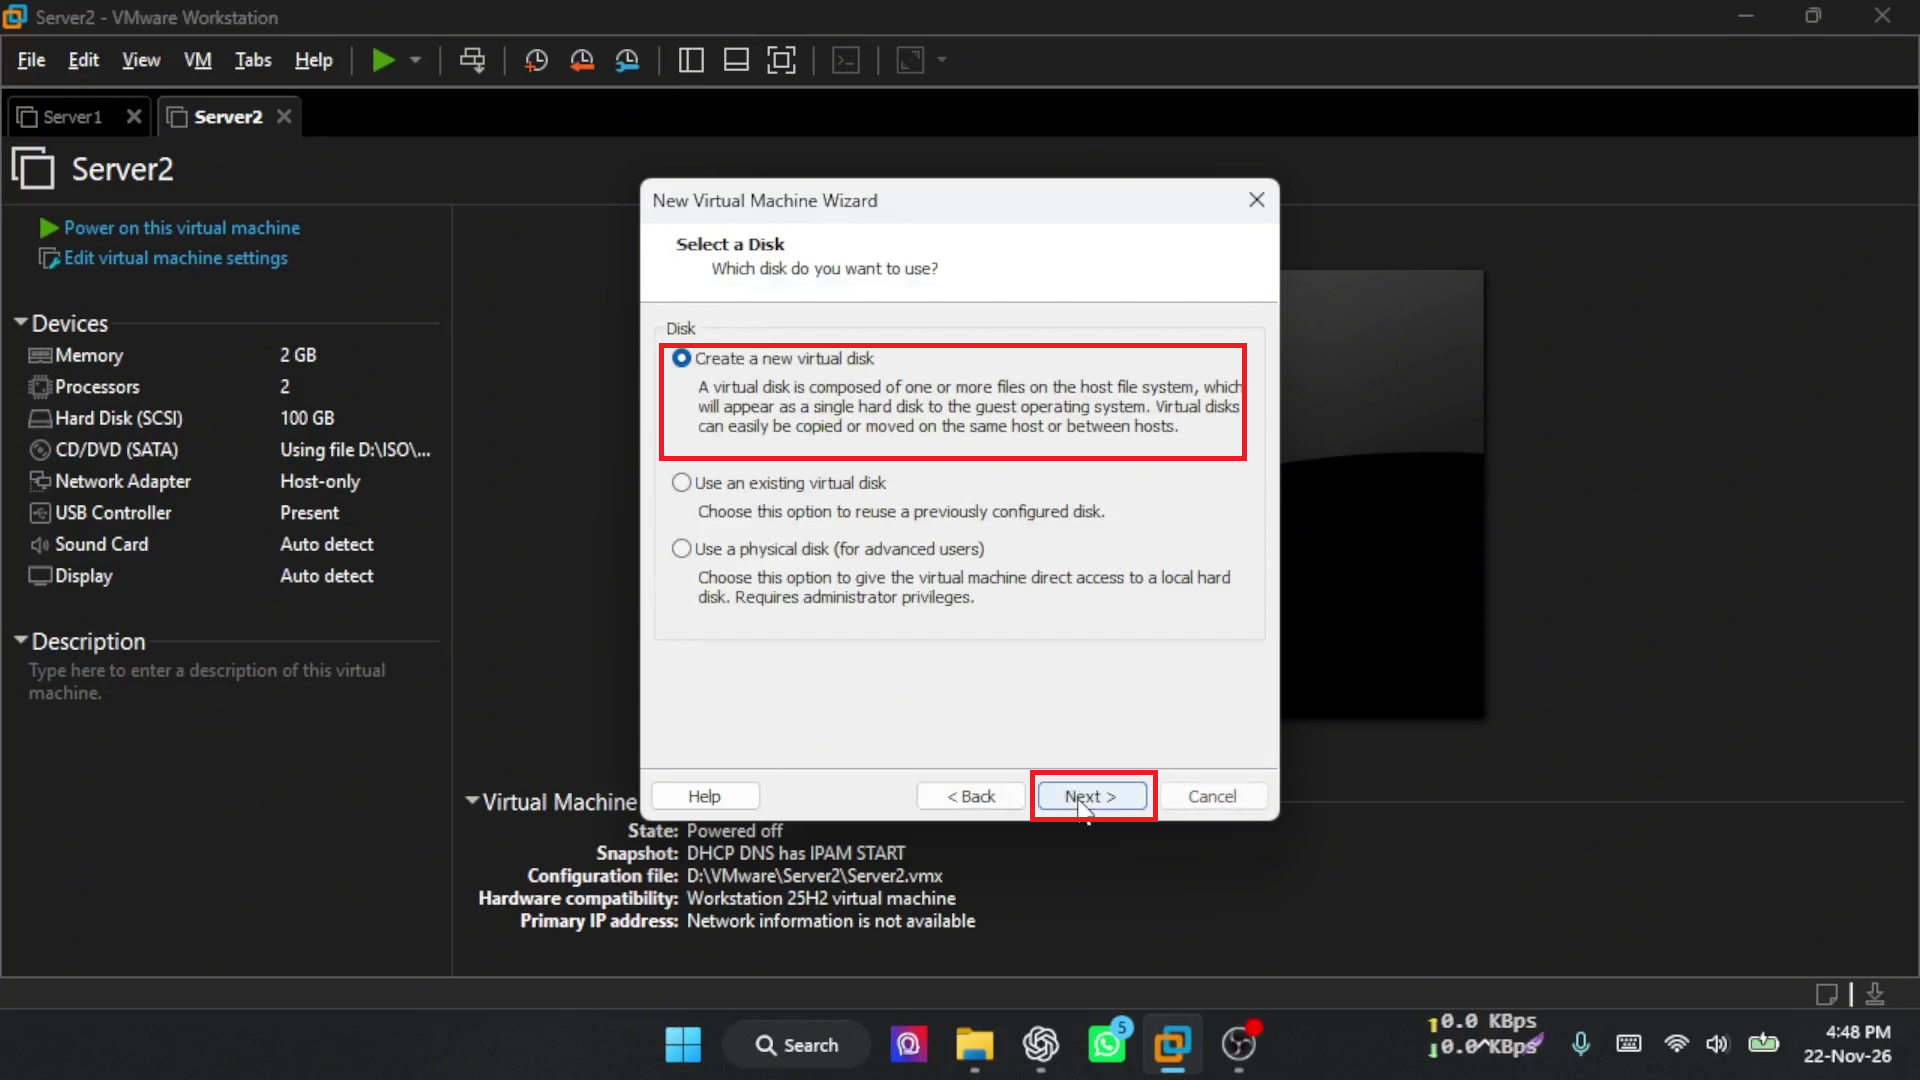 Server2 - VMware Workstation
File Edit View VM Tabs Help
Server1 Server2
Server2
Power on this virtual machine
Edit virtual machine settings
Devices
Memory 2 GB
Processors 2
Hard Disk (SCSI) 100 GB
CD/DVD (SATA) Using file D:\ISO\...
Network Adapter Host-only
USB Controller Present
Sound Card Auto detect
Display Auto detect
Description
Type here to enter a description of this virtual
machine.
New Virtual Machine Wizard
Select a Disk
Which disk do you want to use?
Disk
Create a new virtual disk
A virtual disk is composed of one or more files on the host file system, which
will appear as a single hard disk to the guest operating system. Virtual disks
can easily be copied or moved on the same host or between hosts.
Use an existing virtual disk
Choose this option to reuse a previously configured disk.
Use a physical disk (for advanced users)
Choose this option to give the virtual machine direct access to a local hard
disk. Requires administrator privileges.
Help < Back Next > Cancel
Virtual Machine
State: Powered off
Snapshot: DHCP DNS has IPAM START
Configuration file: D:\VMware\Server2\Server2.vmx
Hardware compatibility: Workstation 25H2 virtual machine
Primary IP address: Network information is not available
Search
5
0.0 KBps
0.0 KBps
4:48 PM
22-Nov-26